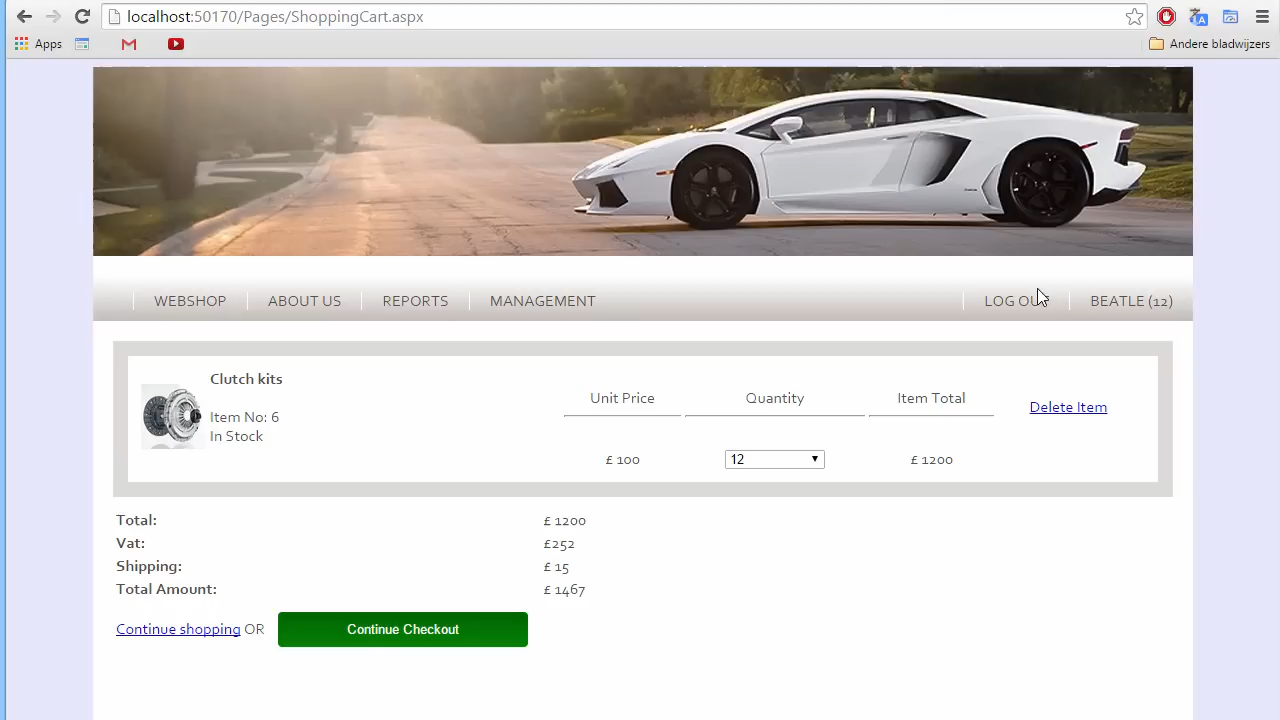 localhost:50170/Pages/ShoppingCart.aspx
Apps
Andere bladwijzers
WEBSHOP ABOUT US REPORTS MANAGEMENT LOG OUT BEATLE (12)
Clutch kits
Item No: 6
In Stock
Unit Price Quantity Item Total
Delete Item
£ 100 12 £ 1200
Total: £ 1200
Vat: £252
Shipping: £ 15
Total Amount: £ 1467
Continue shopping OR Continue Checkout